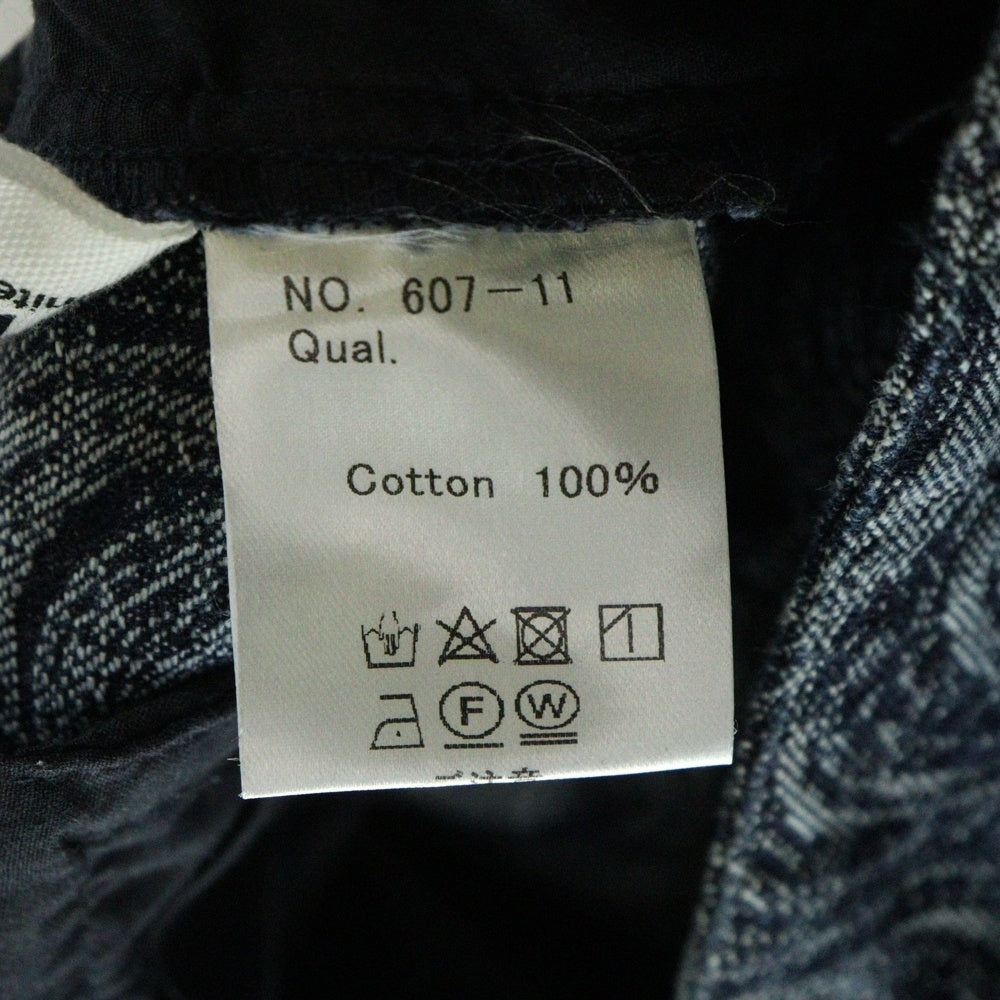 NO. 607-11
Qual.
Cotton 100%
F W